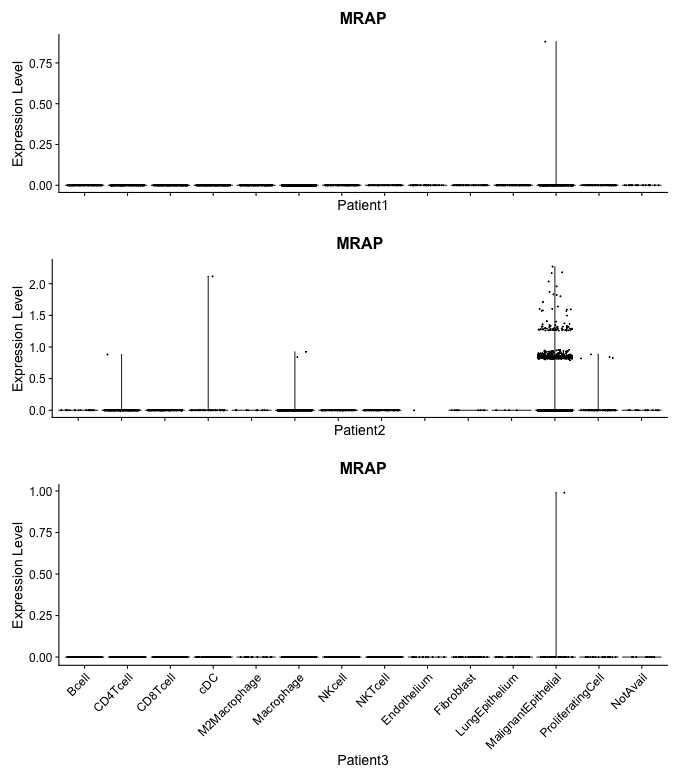 MRAP
Expression Level
0.75
0.50
0.25
0.00
Patient1
MRAP
Expression Level
2.0
1.5
1.0
0.5
0.0
Patient2
MRAP
Expression Level
1.00
0.75
0.50
0.25
0.00
Bcell
CD4Tcell
CD8Tcell
cDC
M2Macrophage
Macrophage
NKcell
NKTcell
Endothelium
Fibroblast
LungEpithelium
MalignantEpithelial
ProliferatingCell
NotAvail
Patient3